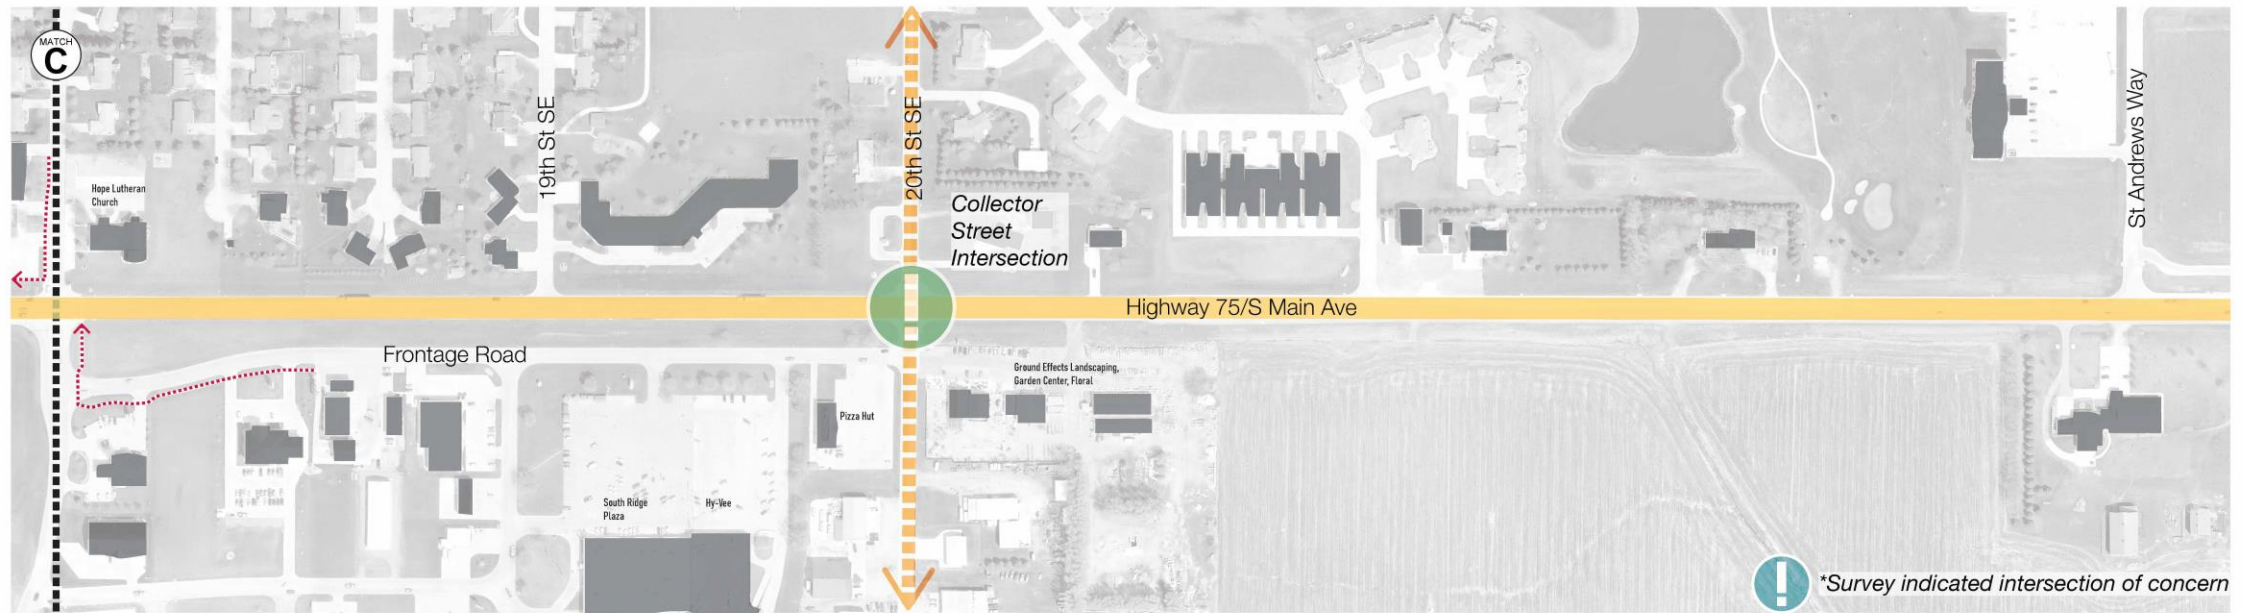 MATCH
C
19th St SE
20th St SE
St Andrews Way
Hope Lutheran
Church
Collector
Street
Intersection
Highway 75/S Main Ave
Frontage Road
Ground Effects Landscaping,
Garden Center, Floral
Pizza Hut
South Ridge
Plaza
Hy-Vee
!
*Survey indicated intersection of concern